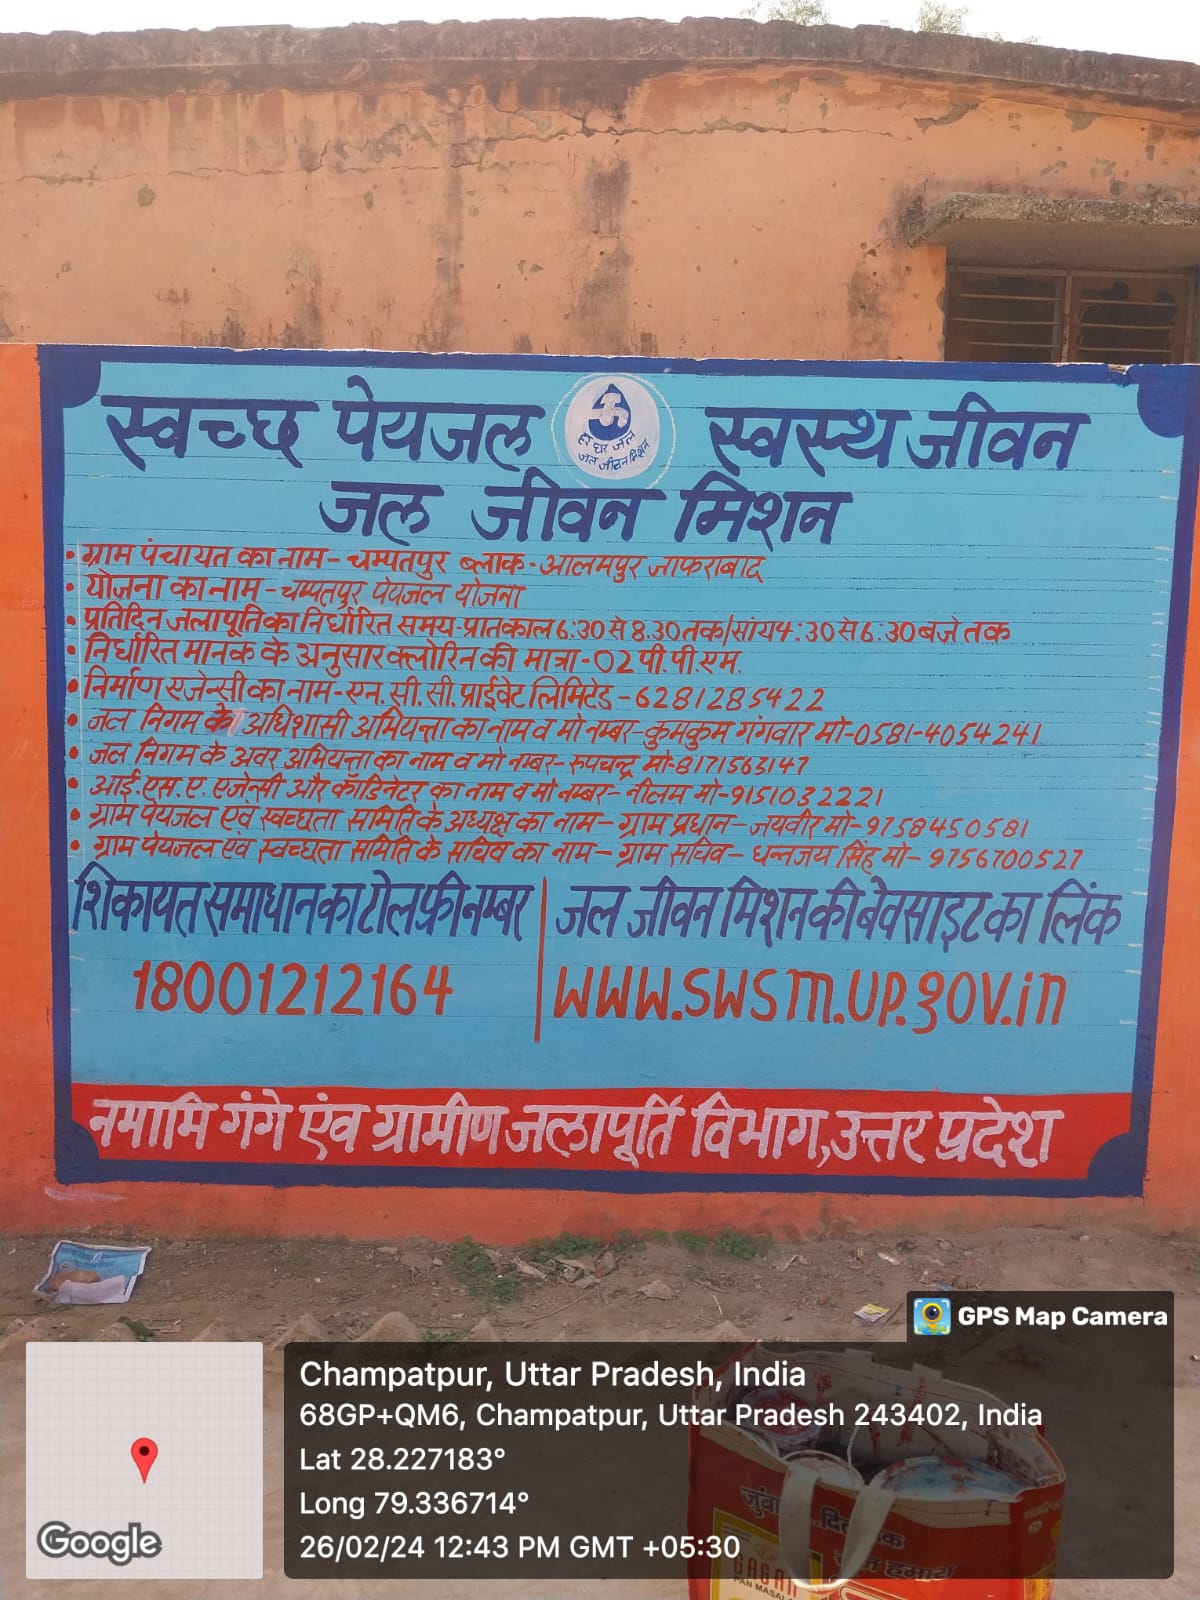 स्वच्छ पेयजल स्वस्थ जीवन
हर घर जल
जल जीवन मिशन
जल जीवन मिशन
• ग्राम पंचायत का नाम - चम्पतपुर ब्लाक - आलमपुर जाफराबाद
• योजना का नाम - चम्पतपुर पेयजल योजना
• प्रतिदिन जलापूर्ति का निर्धारित समय - प्रातकाल 6:30 से 8.30 तक/सांय 4:30 से 6:30 बजे तक
• निर्धारित मानक के अनुसार क्लोरिन की मात्रा - 02 पी.पी.एम.
• निर्माण एजेन्सी का नाम - एन.सी.सी. प्राईवेट लिमिटेड - 6281285422
• जल निगम के अधिशासी अभियन्ता का नाम व मो नम्बर - कुमकुम गंगवार मो - 0581-4054241
• जल निगम के अवर अभियन्ता का नाम व मो नम्बर - रुपचन्द्र मो - 8171563147
• आई.एस.ए. एजेन्सी और कॉडिनेटर का नाम व मो नम्बर - नीलम मो - 9151032221
• ग्राम पेयजल एवं स्वच्छता समिति के अध्यक्ष का नाम - ग्राम प्रधान - जयवीर मो - 9758450581
• ग्राम पेयजल एवं स्वच्छता समिति के सचिव का नाम - ग्राम सचिव - धन्तजय सिंह मो - 9756700527
शिकायत समाधान का टोल फ्री नम्बर
18001212164
जल जीवन मिशन की बेवसाइट का लिंक
www.swsm.up.gov.in
नमामि गंगे एंव ग्रामीण जलापूर्ति विभाग, उत्तर प्रदेश
GPS Map Camera
Champatpur, Uttar Pradesh, India
68GP+QM6, Champatpur, Uttar Pradesh 243402, India
Lat 28.227183°
Long 79.336714°
26/02/24 12:43 PM GMT +05:30
Google
GAGAN
PAN MASALA